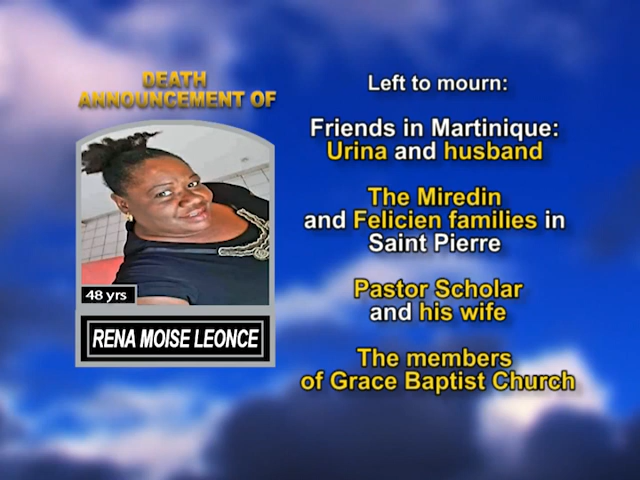 DEATH
ANNOUNCEMENT OF
48 yrs
RENA MOISE LEONCE
Left to mourn:
Friends in Martinique:
Urina and husband
The Miredin
and Felicien families in
Saint Pierre
Pastor Scholar
and his wife
The members
of Grace Baptist Church